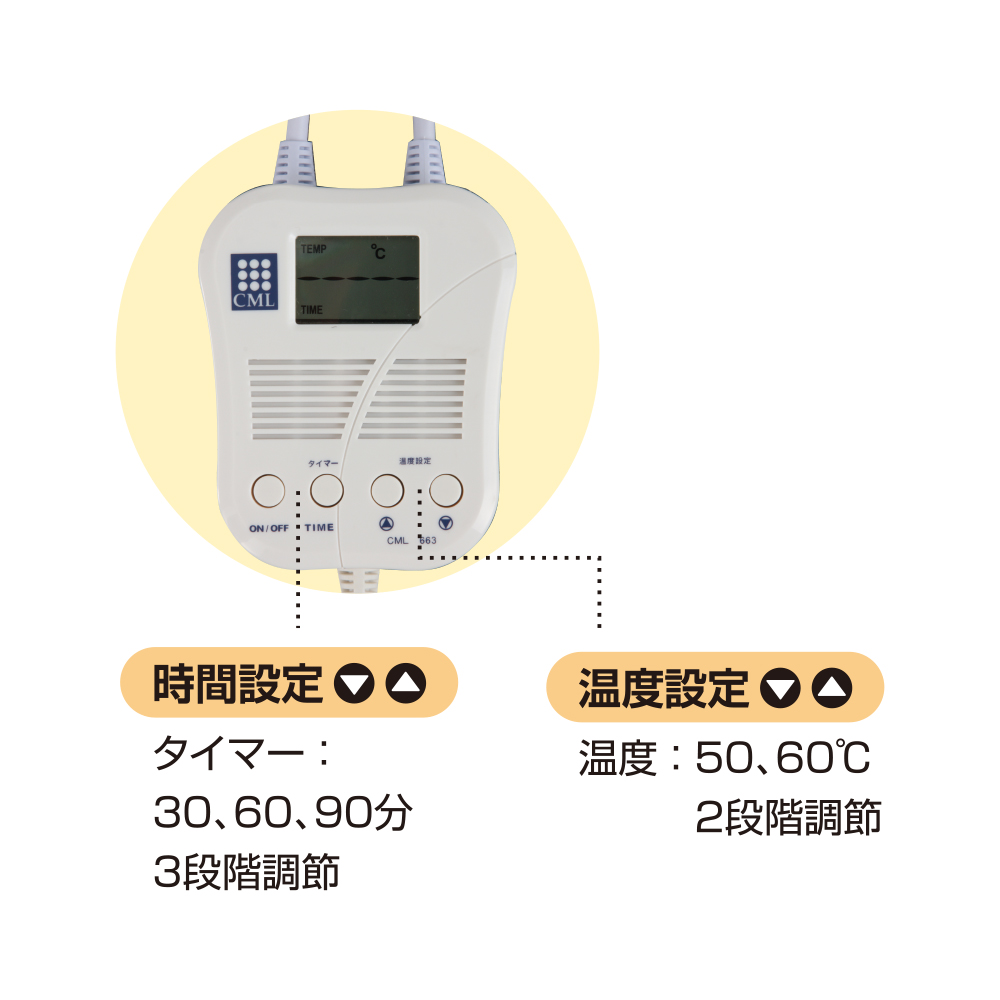 TEMP ℃
TIME
CML
タイマー 温度設定
ON/OFF TIME ▲ ▼
CML 663
時間設定 ▼ ▲
タイマー：
30、60、90分
3段階調節
温度設定 ▼ ▲
温度：50、60℃
2段階調節